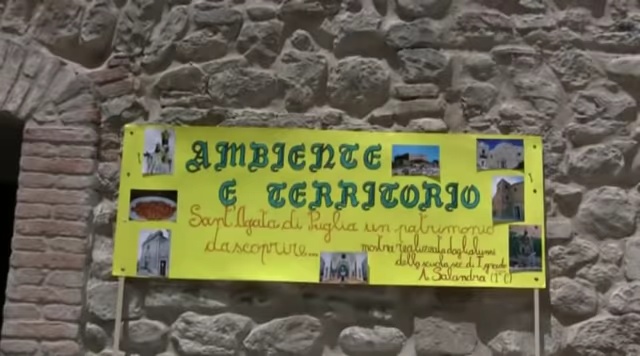 AMBIENTE
E TERRITORIO
Sant'Agata di Puglia un patrimonio
da scoprire...
mostra realizzata dagli alunni
della scuola sec. di I grado
A. Salandra (1ª C)